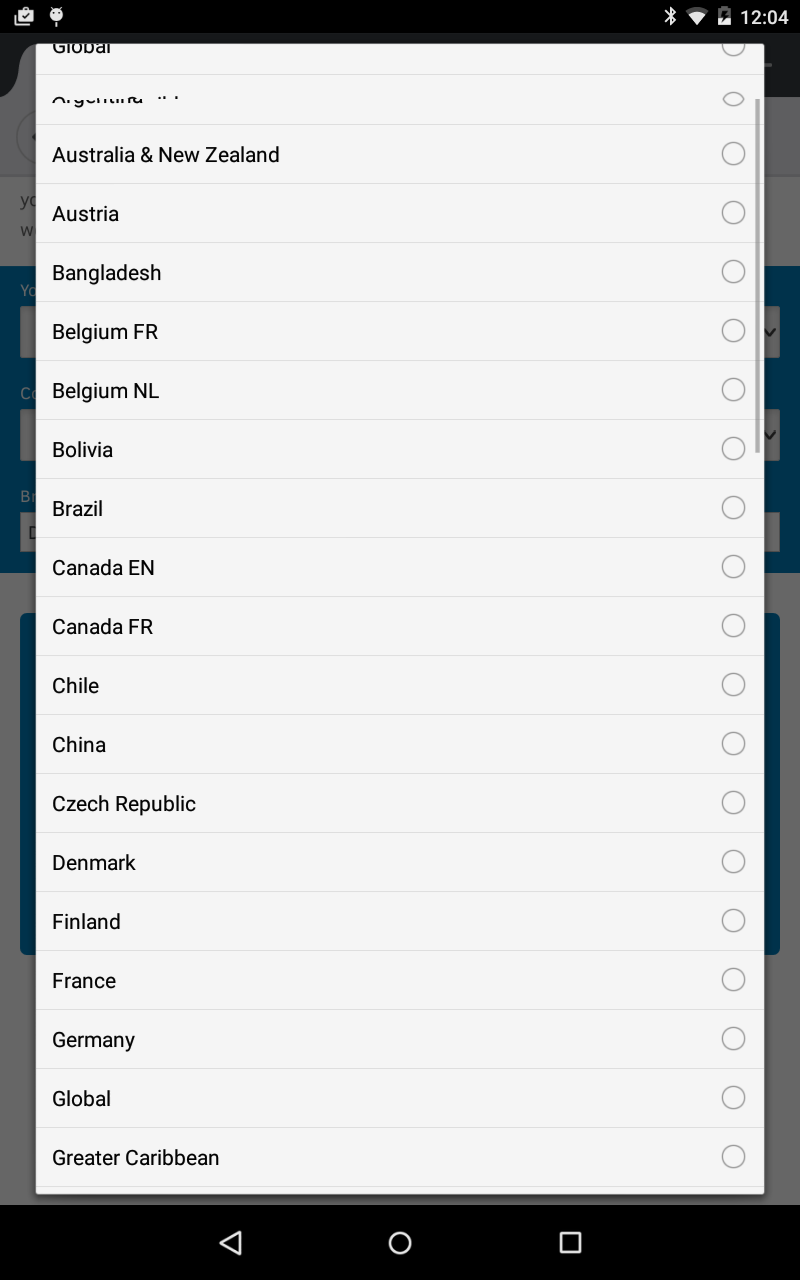 12:04
Global
Australia & New Zealand
Austria
Bangladesh
Belgium FR
Belgium NL
Bolivia
Brazil
Canada EN
Canada FR
Chile
China
Czech Republic
Denmark
Finland
France
Germany
Global
Greater Caribbean